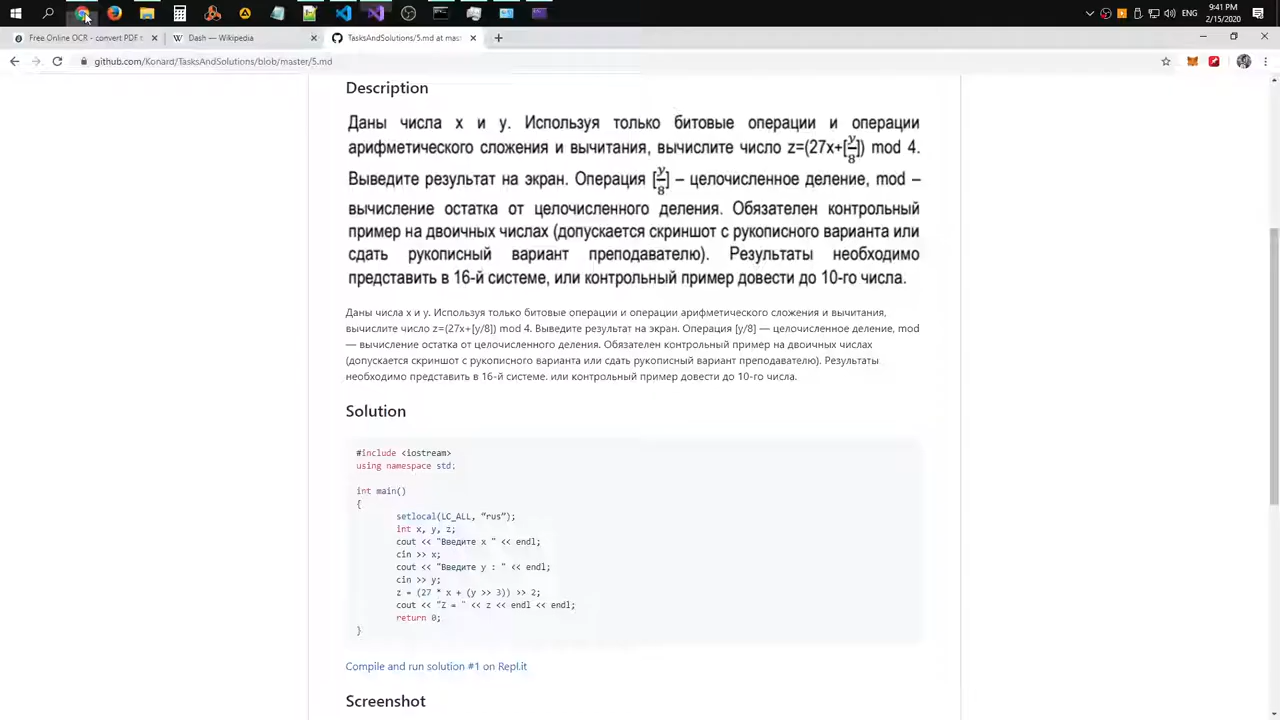 9:41 PM
ENG
2/15/2020
Free Online OCR - convert PDF t
Dash — Wikipedia
TasksAndSolutions/5.md at mas
github.com/Konard/TasksAndSolutions/blob/master/5.md
Description
Даны числа x и y. Используя только битовые операции и операции
арифметического сложения и вычитания, вычислите число z=(27x+[y/8]) mod 4.
Выведите результат на экран. Операция [y/8] – целочисленное деление, mod –
вычисление остатка от целочисленного деления. Обязателен контрольный
пример на двоичных числах (допускается скриншот с рукописного варианта или
сдать рукописный вариант преподавателю). Результаты необходимо
представить в 16-й системе, или контрольный пример довести до 10-го числа.
Даны числа x и y. Используя только битовые операции и операции арифметического сложения и вычитания,
вычислите число z=(27x+[y/8]) mod 4. Выведите результат на экран. Операция [y/8] — целочисленное деление, mod
— вычисление остатка от целочисленного деления. Обязателен контрольный пример на двоичных числах
(допускается скриншот с рукописного варианта или сдать рукописный вариант преподавателю). Результаты
необходимо представить в 16-й системе. или контрольный пример довести до 10-го числа.
Solution
#include <iostream>
using namespace std;
int main()
{
setlocal(LC_ALL, “rus”);
int x, y, z;
cout << "Введите x " << endl;
cin >> x;
cout << "Введите y : " << endl;
cin >> y;
z = (27 * x + (y >> 3)) >> 2;
cout << "Z = " << z << endl << endl;
return 0;
}
Compile and run solution #1 on Repl.it
Screenshot